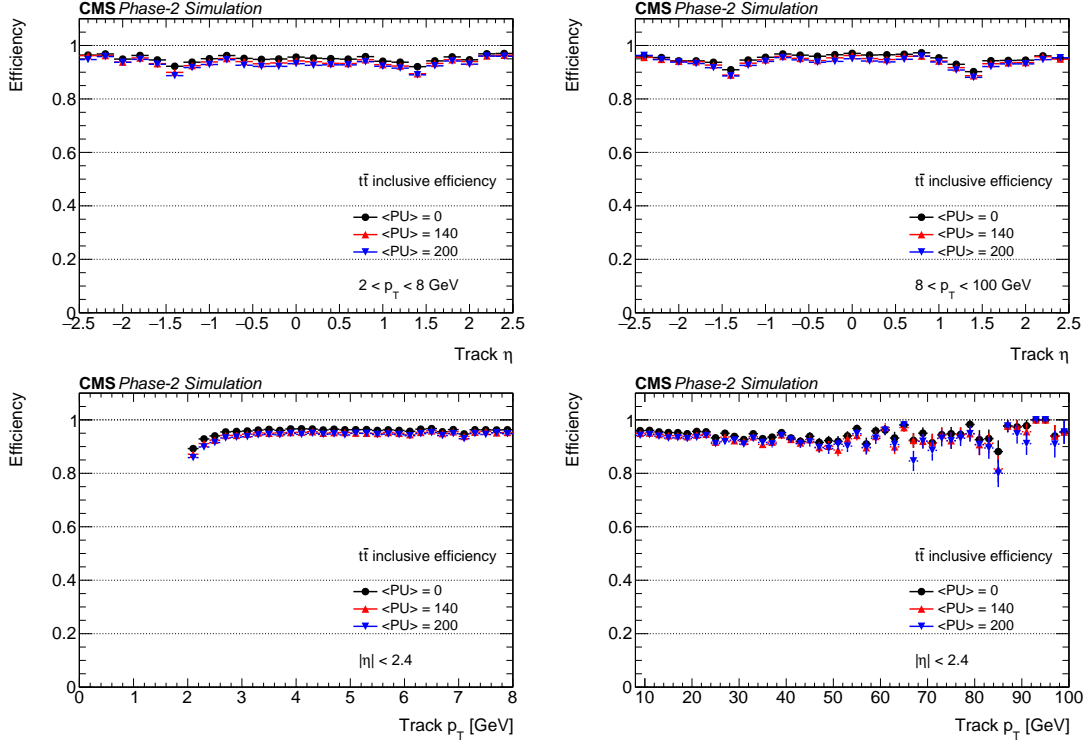 CMS Phase-2 Simulation
Efficiency
1
0.8
0.6
0.4
0.2
0
tt̄ inclusive efficiency
<PU> = 0
<PU> = 140
<PU> = 200
2 < p_T < 8 GeV
−2.5 −2 −1.5 −1 −0.5 0 0.5 1 1.5 2 2.5
Track η
CMS Phase-2 Simulation
Efficiency
1
0.8
0.6
0.4
0.2
0
tt̄ inclusive efficiency
<PU> = 0
<PU> = 140
<PU> = 200
8 < p_T < 100 GeV
−2.5 −2 −1.5 −1 −0.5 0 0.5 1 1.5 2 2.5
Track η
CMS Phase-2 Simulation
Efficiency
1
0.8
0.6
0.4
0.2
0
tt̄ inclusive efficiency
<PU> = 0
<PU> = 140
<PU> = 200
|η| < 2.4
0 1 2 3 4 5 6 7 8
Track p_T [GeV]
CMS Phase-2 Simulation
Efficiency
1
0.8
0.6
0.4
0.2
0
tt̄ inclusive efficiency
<PU> = 0
<PU> = 140
<PU> = 200
|η| < 2.4
10 20 30 40 50 60 70 80 90 100
Track p_T [GeV]